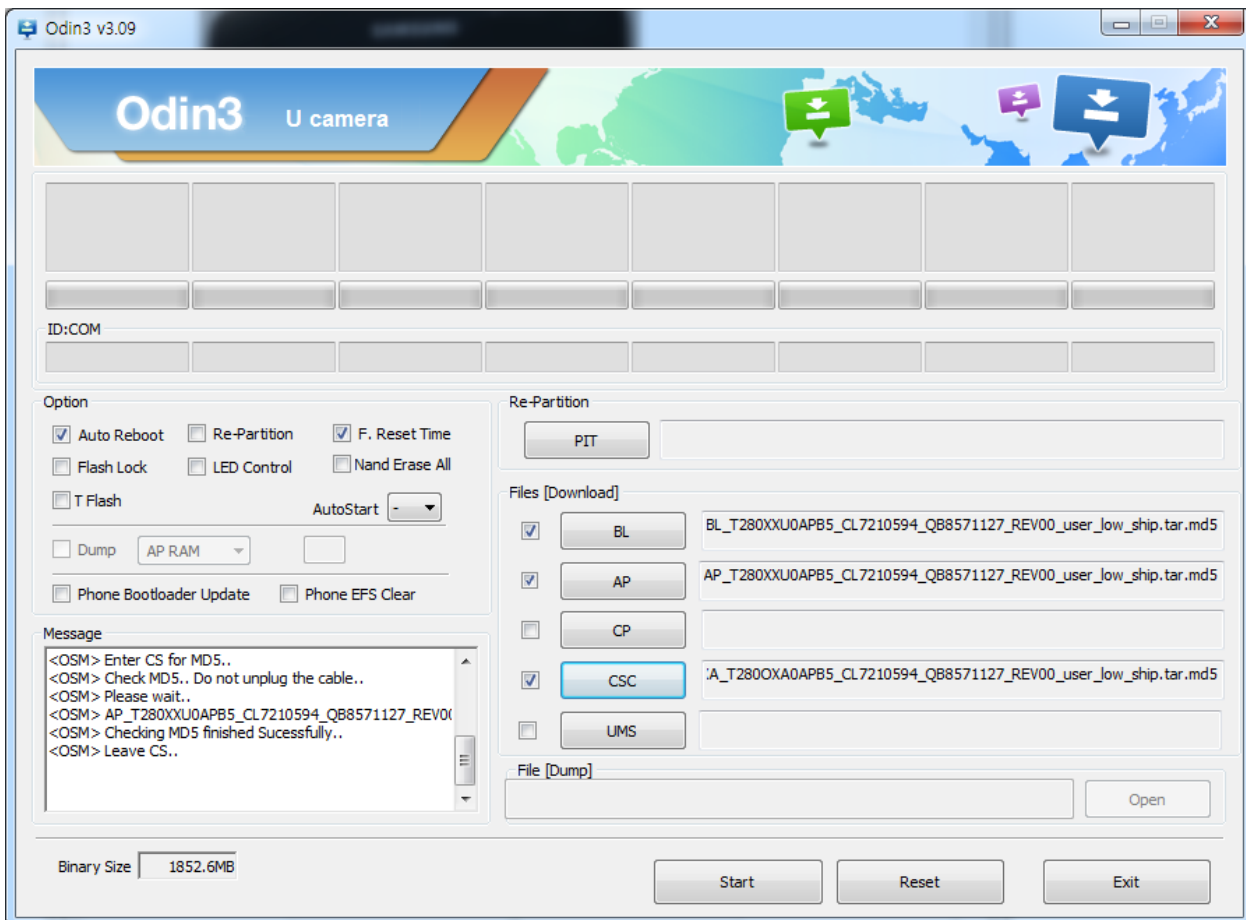 Odin3 v3.09
Odin3 U camera
ID:COM
Option
Auto Reboot Re-Partition F. Reset Time
Flash Lock LED Control Nand Erase All
T Flash AutoStart -
Dump AP RAM
Phone Bootloader Update Phone EFS Clear
Message
<OSM> Enter CS for MD5..
<OSM> Check MD5.. Do not unplug the cable..
<OSM> Please wait..
<OSM> AP_T280XXU0APB5_CL7210594_QB8571127_REV0(
<OSM> Checking MD5 finished Sucessfully..
<OSM> Leave CS..
Re-Partition
PIT
Files [Download]
BL BL_T280XXU0APB5_CL7210594_QB8571127_REV00_user_low_ship.tar.md5
AP AP_T280XXU0APB5_CL7210594_QB8571127_REV00_user_low_ship.tar.md5
CP
CSC A_T280OXA0APB5_CL7210594_QB8571127_REV00_user_low_ship.tar.md5
UMS
File [Dump]
Open
Binary Size 1852.6MB
Start Reset Exit